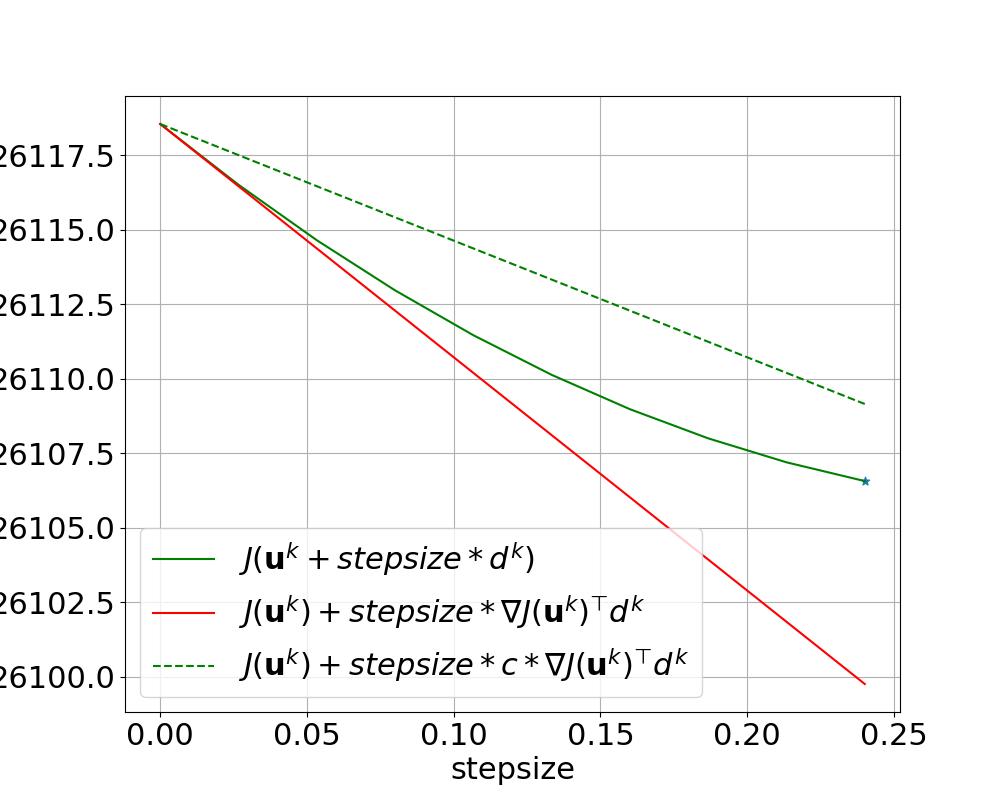 26117.5
26115.0
26112.5
26110.0
26107.5
26105.0
26102.5
26100.0
J(𝐮^k + stepsize * d^k)
J(𝐮^k) + stepsize * ∇J(𝐮^k)^⊤ d^k
J(𝐮^k) + stepsize * c * ∇J(𝐮^k)^⊤ d^k
0.00 0.05 0.10 0.15 0.20 0.25
stepsize